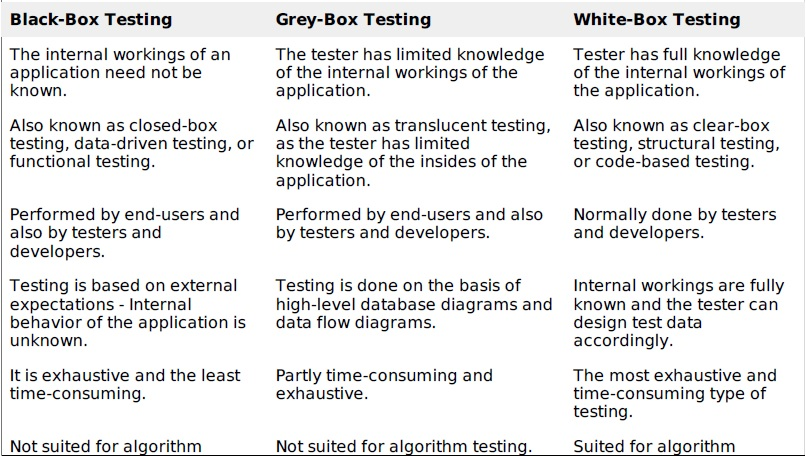 Black-Box Testing
Grey-Box Testing
White-Box Testing
The internal workings of an
application need not be
known.
The tester has limited knowledge
of the internal workings of the
application.
Tester has full knowledge
of the internal workings of
the application.
Also known as closed-box
testing, data-driven testing, or
functional testing.
Also known as translucent testing,
as the tester has limited
knowledge of the insides of the
application.
Also known as clear-box
testing, structural testing,
or code-based testing.
Performed by end-users and
also by testers and
developers.
Performed by end-users and also
by testers and developers.
Normally done by testers
and developers.
Testing is based on external
expectations - Internal
behavior of the application is
unknown.
Testing is done on the basis of
high-level database diagrams and
data flow diagrams.
Internal workings are fully
known and the tester can
design test data
accordingly.
It is exhaustive and the least
time-consuming.
Partly time-consuming and
exhaustive.
The most exhaustive and
time-consuming type of
testing.
Not suited for algorithm
Not suited for algorithm testing.
Suited for algorithm